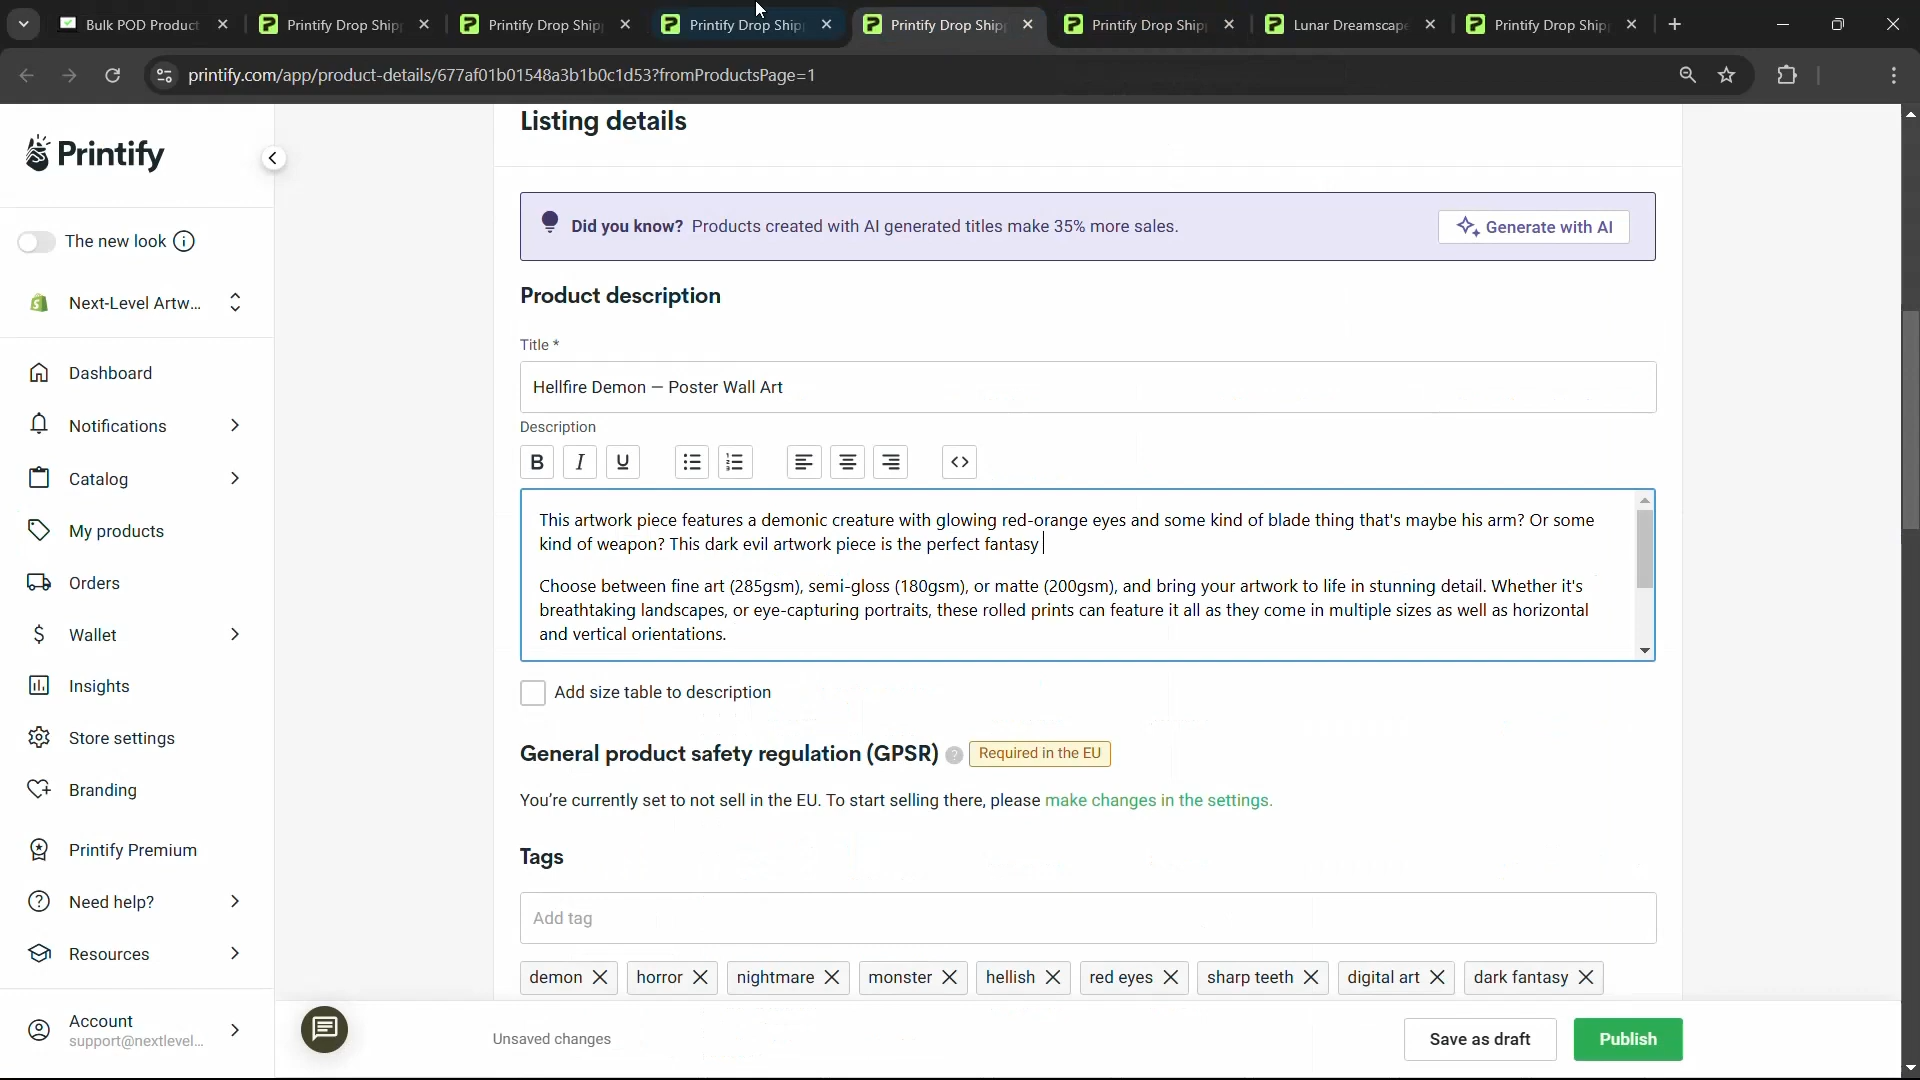 Bulk POD Product
Printify Drop Ship
Printify Drop Ship
Printify Drop Ship
Printify Drop Ship
Printify Drop Ship
Lunar Dreamscape
Printify Drop Ship
printify.com/app/product-details/677af01b01548a3b1b0c1d53?fromProductsPage=1
Printify
The new look
Next-Level Artw...
Dashboard
Notifications
Catalog
My products
Orders
Wallet
Insights
Store settings
Branding
Printify Premium
Need help?
Resources
Account
support@nextlevel...
Listing details
Did you know? Products created with AI generated titles make 35% more sales.
Generate with AI
Product description
Title *
Hellfire Demon — Poster Wall Art
Description
B I U
This artwork piece features a demonic creature with glowing red-orange eyes and some kind of blade thing that's maybe his arm? Or some
kind of weapon? This dark evil artwork piece is the perfect fantasy
Choose between fine art (285gsm), semi-gloss (180gsm), or matte (200gsm), and bring your artwork to life in stunning detail. Whether it's
breathtaking landscapes, or eye-capturing portraits, these rolled prints can feature it all as they come in multiple sizes as well as horizontal
and vertical orientations.
Add size table to description
General product safety regulation (GPSR) ? Required in the EU
You're currently set to not sell in the EU. To start selling there, please make changes in the settings.
Tags
Add tag
demon horror nightmare monster hellish red eyes sharp teeth digital art dark fantasy
Unsaved changes
Save as draft
Publish